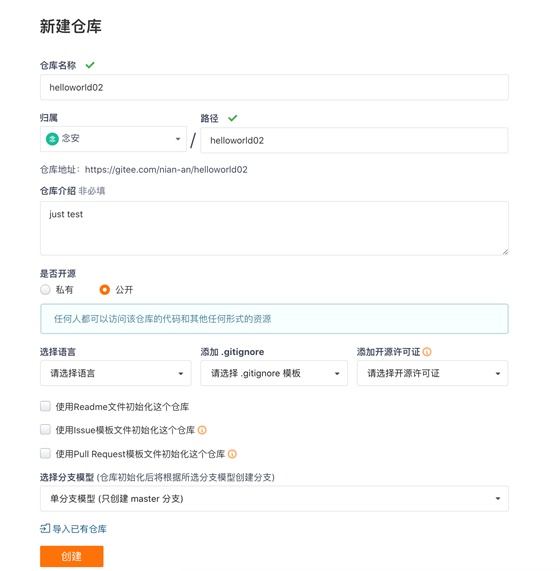 新建仓库
仓库名称
helloworld02
归属 路径
念 念安 / helloworld02
仓库地址：https://gitee.com/nian-an/helloworld02
仓库介绍 非必填
just test
是否开源
私有 公开
任何人都可以访问该仓库的代码和其他任何形式的资源
选择语言 添加 .gitignore 添加开源许可证
请选择语言 请选择 .gitignore 模板 请选择开源许可证
使用Readme文件初始化这个仓库
使用Issue模板文件初始化这个仓库
使用Pull Request模板文件初始化这个仓库
选择分支模型 (仓库初始化后将根据所选分支模型创建分支)
单分支模型 (只创建 master 分支)
导入已有仓库
创建